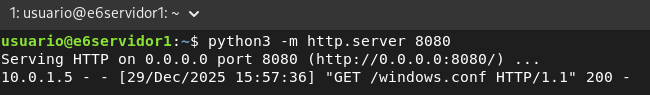 1: usuario@e6servidor1: ~
usuario@e6servidor1:~$ python3 -m http.server 8080
Serving HTTP on 0.0.0.0 port 8080 (http://0.0.0.0:8080/) ...
10.0.1.5 - - [29/Dec/2025 15:57:36] "GET /windows.conf HTTP/1.1" 200 -